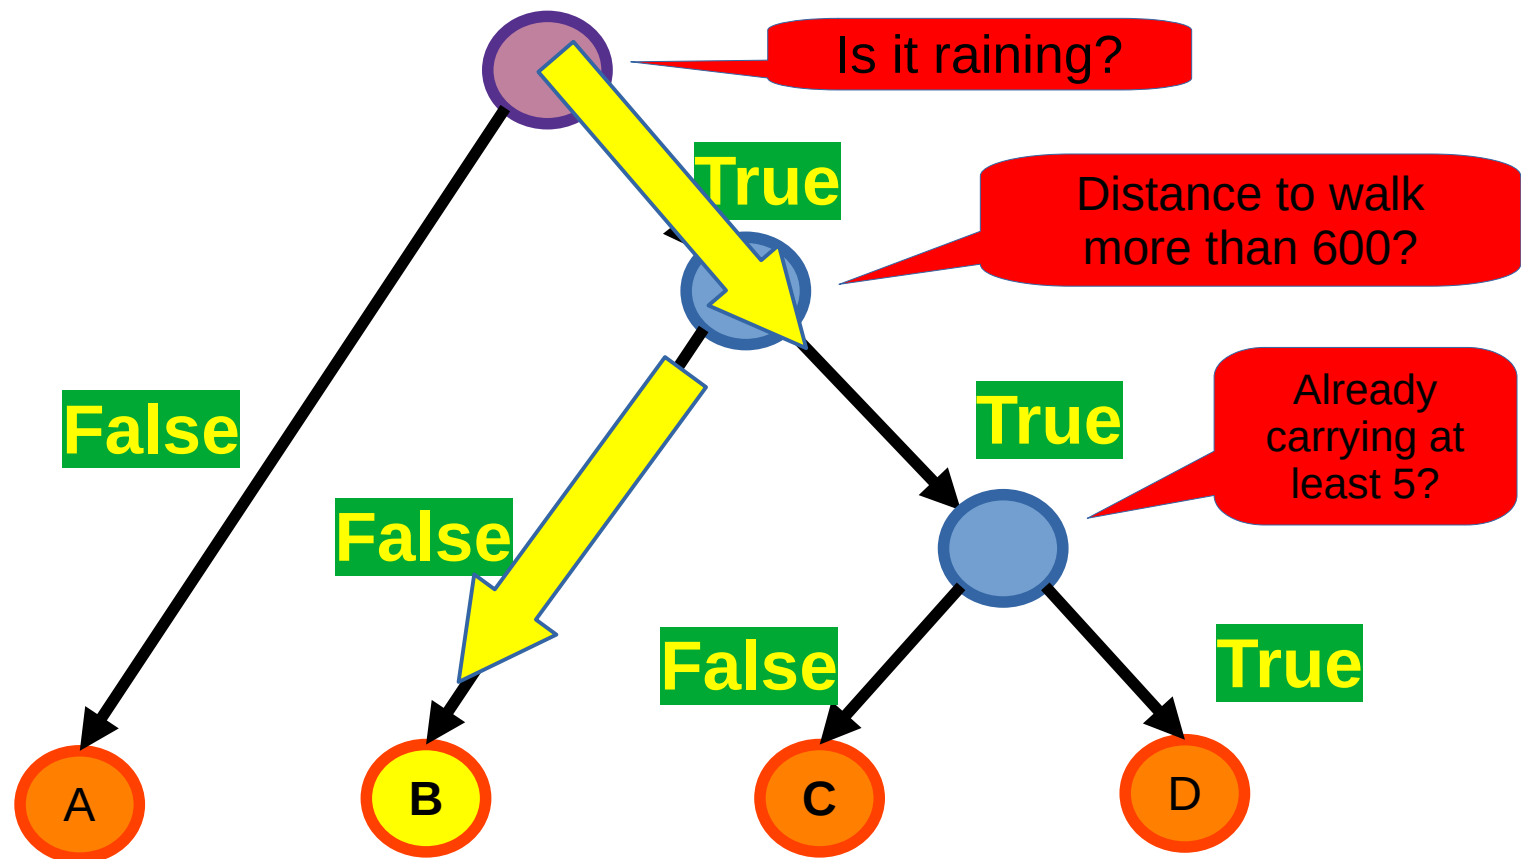 Is it raining?
True
Distance to walk
more than 600?
False
True
Already
carrying at
least 5?
False
False
True
A
B
C
D